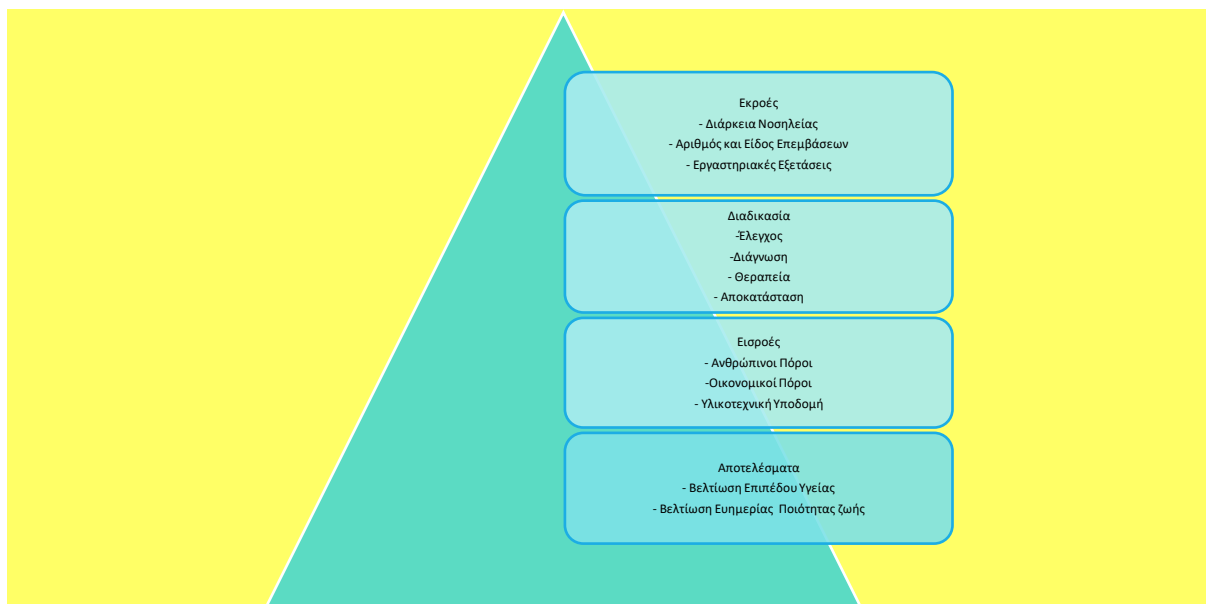 Εκροές
- Διάρκεια Νοσηλείας
- Αριθμός και Είδος Επεμβάσεων
- Εργαστηριακές Εξετάσεις
Διαδικασία
-Έλεγχος
-Διάγνωση
- Θεραπεία
- Αποκατάσταση
Εισροές
- Ανθρώπινοι Πόροι
-Οικονομικοί Πόροι
- Υλικοτεχνική Υποδομή
Αποτελέσματα
- Βελτίωση Επιπέδου Υγείας
- Βελτίωση Ευημερίας Ποιότητας ζωής